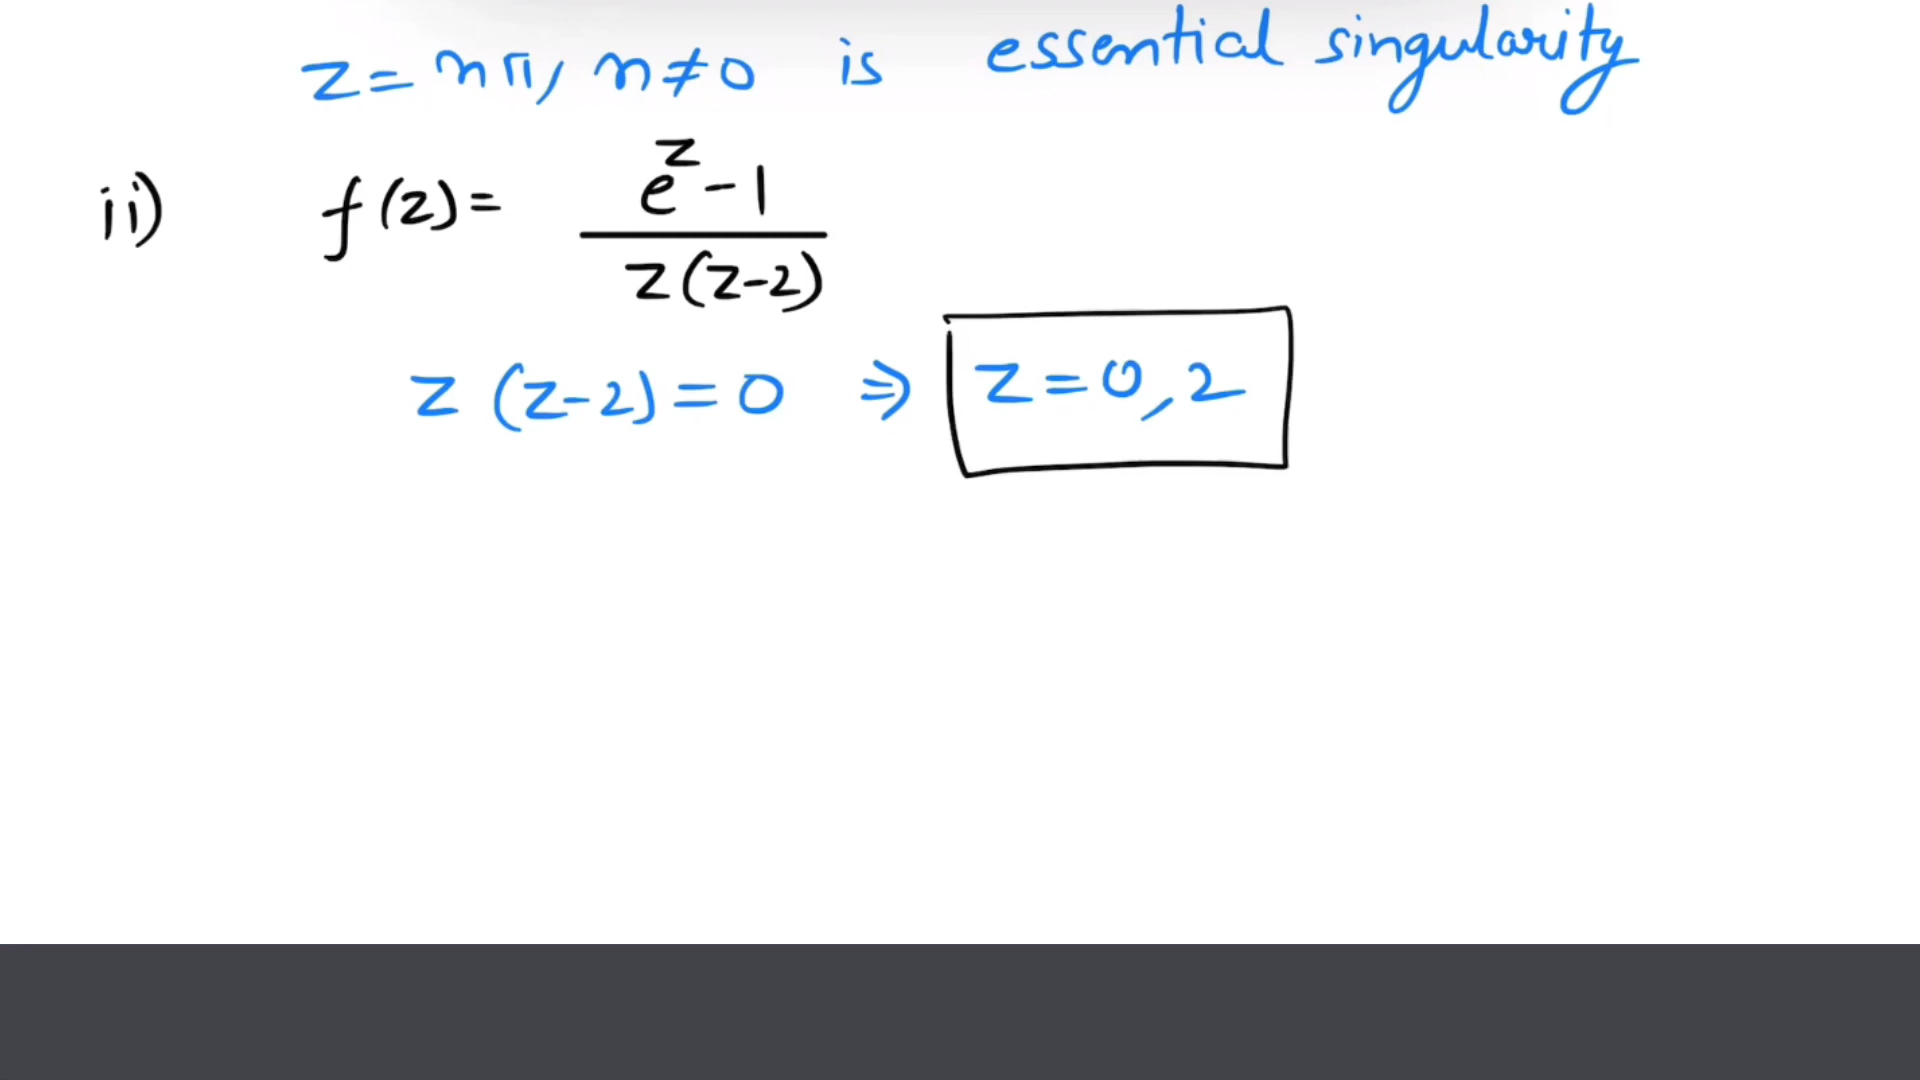 z = nπ, n ≠ 0 is essential singularity
ii) f(z) = e^z - 1
z(z-2)
z (z-2) = 0 ⇒ z = 0, 2